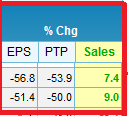 % Chg
EPS PTP Sales
-56.8 -53.9 7.4
-51.4 -50.0 9.0